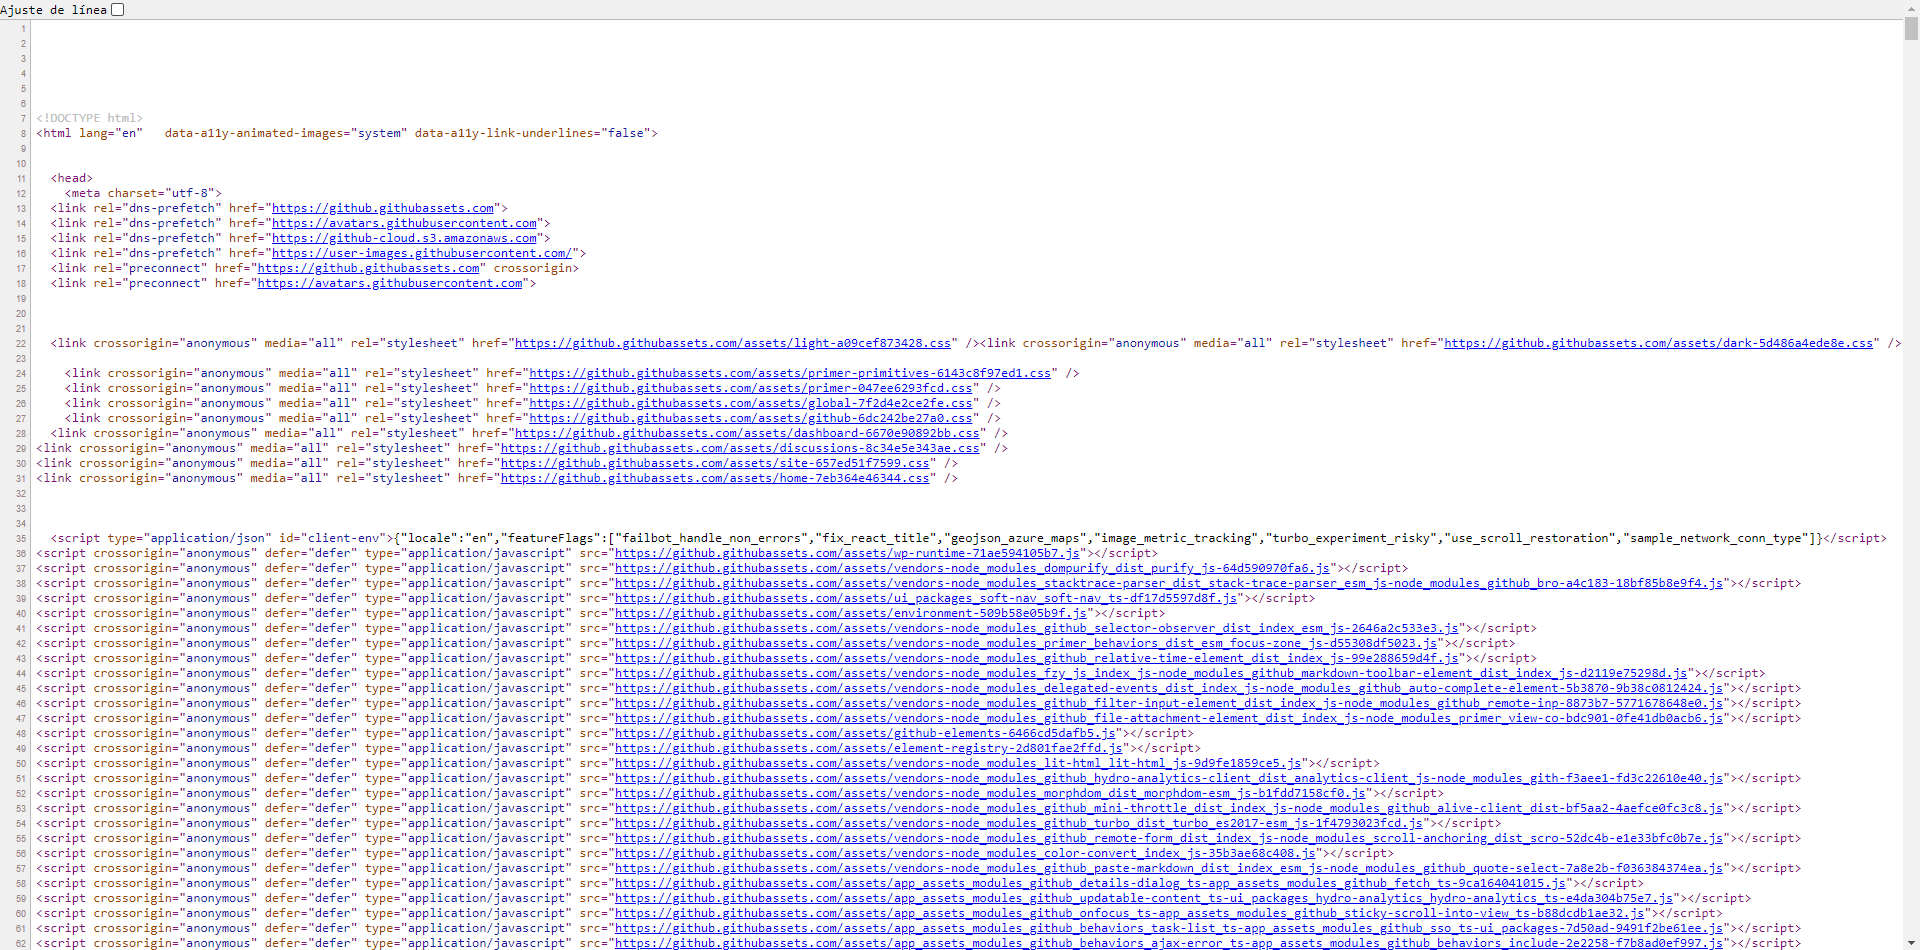 Ajuste de línea
1
2
3
4
5
6
7 <!DOCTYPE html>
8 <html lang="en"   data-a11y-animated-images="system" data-a11y-link-underlines="false">
9
10
11 <head>
12 <meta charset="utf-8">
13 <link rel="dns-prefetch" href="https://github.githubassets.com">
14 <link rel="dns-prefetch" href="https://avatars.githubusercontent.com">
15 <link rel="dns-prefetch" href="https://github-cloud.s3.amazonaws.com">
16 <link rel="dns-prefetch" href="https://user-images.githubusercontent.com/">
17 <link rel="preconnect" href="https://github.githubassets.com" crossorigin>
18 <link rel="preconnect" href="https://avatars.githubusercontent.com">
19
20
21
22 <link crossorigin="anonymous" media="all" rel="stylesheet" href="https://github.githubassets.com/assets/light-a09cef873428.css" /><link crossorigin="anonymous" media="all" rel="stylesheet" href="https://github.githubassets.com/assets/dark-5d486a4ede8e.css" />
23
24 <link crossorigin="anonymous" media="all" rel="stylesheet" href="https://github.githubassets.com/assets/primer-primitives-6143c8f97ed1.css" />
25 <link crossorigin="anonymous" media="all" rel="stylesheet" href="https://github.githubassets.com/assets/primer-047ee6293fcd.css" />
26 <link crossorigin="anonymous" media="all" rel="stylesheet" href="https://github.githubassets.com/assets/global-7f2d4e2ce2fe.css" />
27 <link crossorigin="anonymous" media="all" rel="stylesheet" href="https://github.githubassets.com/assets/github-6dc242be27a0.css" />
28 <link crossorigin="anonymous" media="all" rel="stylesheet" href="https://github.githubassets.com/assets/dashboard-6670e90892bb.css" />
29 <link crossorigin="anonymous" media="all" rel="stylesheet" href="https://github.githubassets.com/assets/discussions-8c34e5e343ae.css" />
30 <link crossorigin="anonymous" media="all" rel="stylesheet" href="https://github.githubassets.com/assets/site-657ed51f7599.css" />
31 <link crossorigin="anonymous" media="all" rel="stylesheet" href="https://github.githubassets.com/assets/home-7eb364e46344.css" />
32
33
34
35 <script type="application/json" id="client-env">{"locale":"en","featureFlags":["failbot_handle_non_errors","fix_react_title","geojson_azure_maps","image_metric_tracking","turbo_experiment_risky","use_scroll_restoration","sample_network_conn_type"]}</script>
36 <script crossorigin="anonymous" defer="defer" type="application/javascript" src="https://github.githubassets.com/assets/wp-runtime-71ae594105b7.js"></script>
37 <script crossorigin="anonymous" defer="defer" type="application/javascript" src="https://github.githubassets.com/assets/vendors-node_modules_dompurify_dist_purify_js-64d590970fa6.js"></script>
38 <script crossorigin="anonymous" defer="defer" type="application/javascript" src="https://github.githubassets.com/assets/vendors-node_modules_stacktrace-parser_dist_stack-trace-parser_esm_js-node_modules_github_bro-a4c183-18bf85b8e9f4.js"></script>
39 <script crossorigin="anonymous" defer="defer" type="application/javascript" src="https://github.githubassets.com/assets/ui_packages_soft-nav_soft-nav_ts-df17d5597d8f.js"></script>
40 <script crossorigin="anonymous" defer="defer" type="application/javascript" src="https://github.githubassets.com/assets/environment-509b58e05b9f.js"></script>
41 <script crossorigin="anonymous" defer="defer" type="application/javascript" src="https://github.githubassets.com/assets/vendors-node_modules_github_selector-observer_dist_index_esm_js-2646a2c533e3.js"></script>
42 <script crossorigin="anonymous" defer="defer" type="application/javascript" src="https://github.githubassets.com/assets/vendors-node_modules_primer_behaviors_dist_esm_focus-zone_js-d55308df5023.js"></script>
43 <script crossorigin="anonymous" defer="defer" type="application/javascript" src="https://github.githubassets.com/assets/vendors-node_modules_github_relative-time-element_dist_index_js-99e288659d4f.js"></script>
44 <script crossorigin="anonymous" defer="defer" type="application/javascript" src="https://github.githubassets.com/assets/vendors-node_modules_fzy_js_index_js-node_modules_github_markdown-toolbar-element_dist_index_js-d2119e75298d.js"></script>
45 <script crossorigin="anonymous" defer="defer" type="application/javascript" src="https://github.githubassets.com/assets/vendors-node_modules_delegated-events_dist_index_js-node_modules_github_auto-complete-element-5b3870-9b38c0812424.js"></script>
46 <script crossorigin="anonymous" defer="defer" type="application/javascript" src="https://github.githubassets.com/assets/vendors-node_modules_github_filter-input-element_dist_index_js-node_modules_github_remote-inp-8873b7-5771678648e0.js"></script>
47 <script crossorigin="anonymous" defer="defer" type="application/javascript" src="https://github.githubassets.com/assets/vendors-node_modules_github_file-attachment-element_dist_index_js-node_modules_primer_view-co-bdc901-0fe41db0acb6.js"></script>
48 <script crossorigin="anonymous" defer="defer" type="application/javascript" src="https://github.githubassets.com/assets/github-elements-6466cd5dafb5.js"></script>
49 <script crossorigin="anonymous" defer="defer" type="application/javascript" src="https://github.githubassets.com/assets/element-registry-2d801fae2ffd.js"></script>
50 <script crossorigin="anonymous" defer="defer" type="application/javascript" src="https://github.githubassets.com/assets/vendors-node_modules_lit-html_lit-html_js-9d9fe1859ce5.js"></script>
51 <script crossorigin="anonymous" defer="defer" type="application/javascript" src="https://github.githubassets.com/assets/vendors-node_modules_github_hydro-analytics-client_dist_analytics-client_js-node_modules_gith-f3aee1-fd3c22610e40.js"></script>
52 <script crossorigin="anonymous" defer="defer" type="application/javascript" src="https://github.githubassets.com/assets/vendors-node_modules_morphdom_dist_morphdom-esm_js-b1fdd7158cf0.js"></script>
53 <script crossorigin="anonymous" defer="defer" type="application/javascript" src="https://github.githubassets.com/assets/vendors-node_modules_github_mini-throttle_dist_index_js-node_modules_github_alive-client_dist-bf5aa2-4aefce0fc3c8.js"></script>
54 <script crossorigin="anonymous" defer="defer" type="application/javascript" src="https://github.githubassets.com/assets/vendors-node_modules_github_turbo_dist_turbo_es2017-esm_js-1f4793023fcd.js"></script>
55 <script crossorigin="anonymous" defer="defer" type="application/javascript" src="https://github.githubassets.com/assets/vendors-node_modules_github_remote-form_dist_index_js-node_modules_scroll-anchoring_dist_scro-52dc4b-e1e33bfc0b7e.js"></script>
56 <script crossorigin="anonymous" defer="defer" type="application/javascript" src="https://github.githubassets.com/assets/vendors-node_modules_color-convert_index_js-35b3ae68c408.js"></script>
57 <script crossorigin="anonymous" defer="defer" type="application/javascript" src="https://github.githubassets.com/assets/vendors-node_modules_github_paste-markdown_dist_index_esm_js-node_modules_github_quote-select-7a8e2b-f036384374ea.js"></script>
58 <script crossorigin="anonymous" defer="defer" type="application/javascript" src="https://github.githubassets.com/assets/app_assets_modules_github_details-dialog_ts-app_assets_modules_github_fetch_ts-9ca164041015.js"></script>
59 <script crossorigin="anonymous" defer="defer" type="application/javascript" src="https://github.githubassets.com/assets/app_assets_modules_github_updatable-content_ts-ui_packages_hydro-analytics_hydro-analytics_ts-e4da304b75e7.js"></script>
60 <script crossorigin="anonymous" defer="defer" type="application/javascript" src="https://github.githubassets.com/assets/app_assets_modules_github_onfocus_ts-app_assets_modules_github_sticky-scroll-into-view_ts-b88dcdb1ae32.js"></script>
61 <script crossorigin="anonymous" defer="defer" type="application/javascript" src="https://github.githubassets.com/assets/app_assets_modules_github_behaviors_task-list_ts-app_assets_modules_github_sso_ts-ui_packages-7d50ad-9491f2be61ee.js"></script>
62 <script crossorigin="anonymous" defer="defer" type="application/javascript" src="https://github.githubassets.com/assets/app_assets_modules_github_behaviors_ajax-error_ts-app_assets_modules_github_behaviors_include-2e2258-f7b8ad0ef997.js"></script>